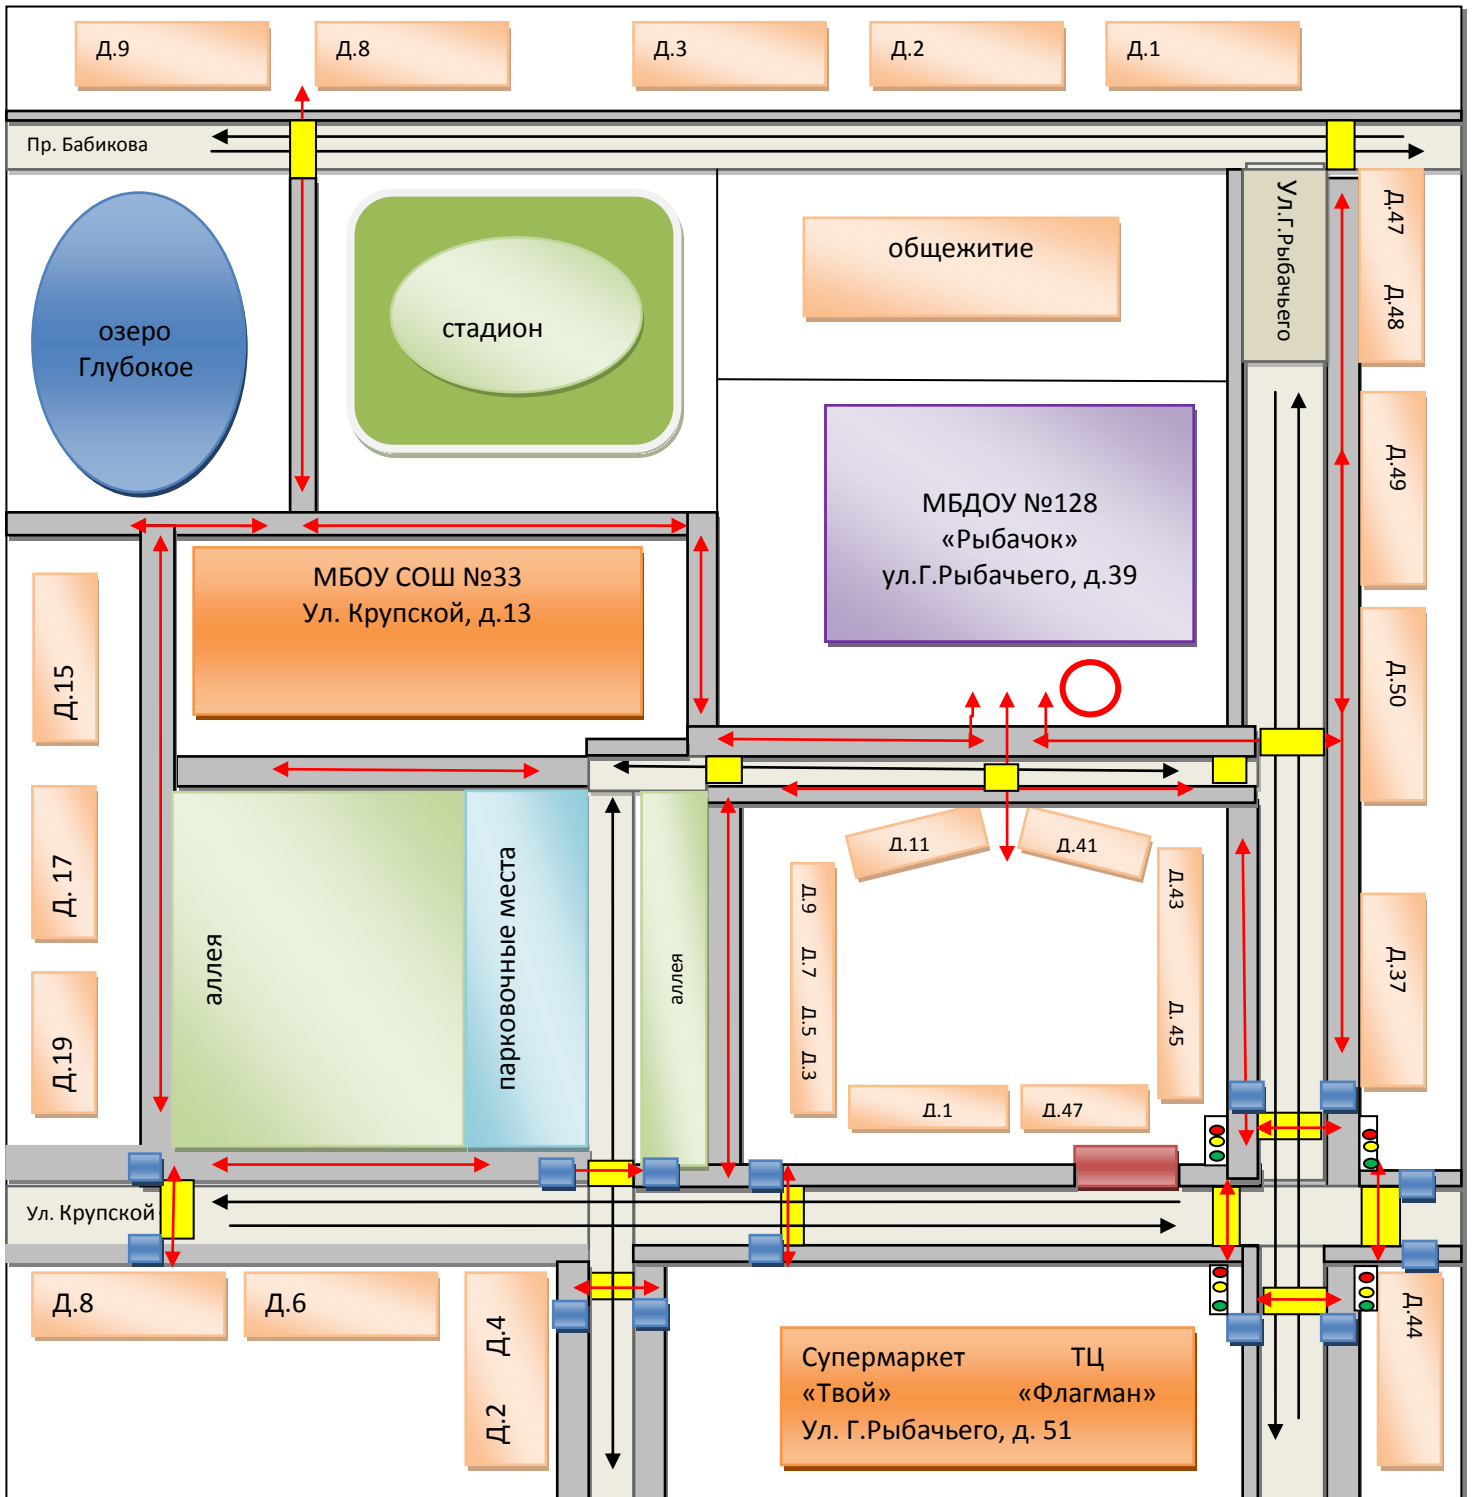 Д.9
Д.8
Д.3
Д.2
Д.1
Пр. Бабикова
Ул.Г.Рыбачьего
Д.47
Д.48
общежитие
озеро
Глубокое
стадион
Д.49
МБДОУ №128
«Рыбачок»
ул.Г.Рыбачьего, д.39
МБОУ СОШ №33
Ул. Крупской, д.13
Д.15
Д.50
Д. 17
Д.11
Д.41
Д.9
Д.7
Д.5
Д.3
Д.43
Д. 45
Д.37
аллея
парковочные места
аллея
Д.19
Д.1
Д.47
Ул. Крупской
Д.8
Д.6
Д.4
Д.2
Супермаркет ТЦ
«Твой» «Флагман»
Ул. Г.Рыбачьего, д. 51
Д.44